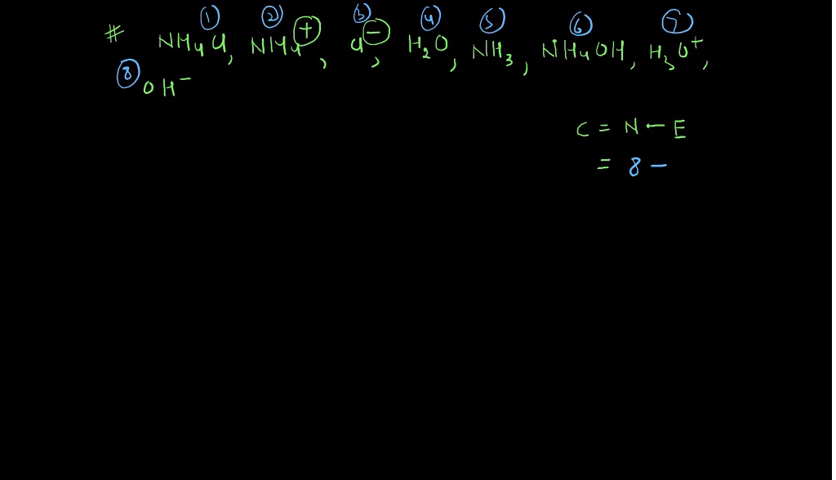 ① ② ③ ④ ⑤ ⑥ ⑦
# NH₄Cl, NH₄⁺, Cl⁻, H₂O, NH₃, NH₄OH, H₃O⁺,
⑧ OH⁻
C = N - E
= 8 -